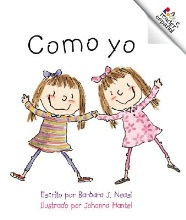 Como yo
Escrito por Barbara J. Neasi
Ilustrado por Johanna Hantel